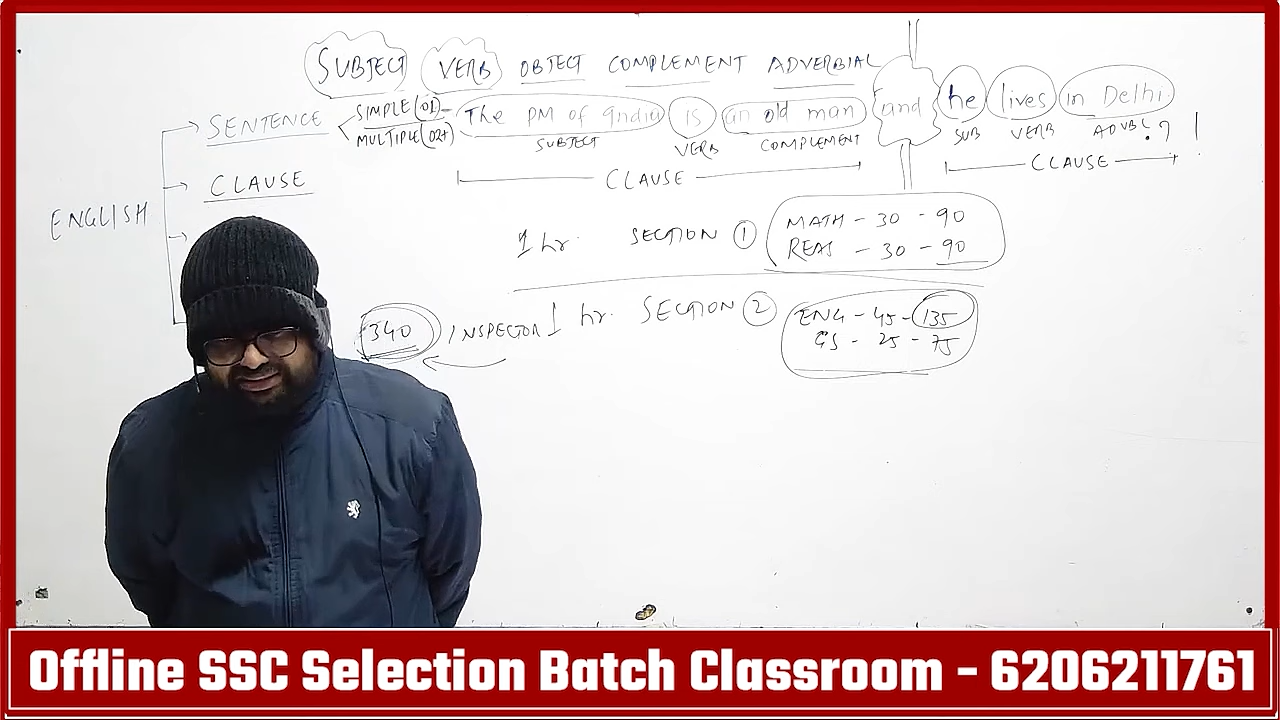 SUBJECT VERB OBJECT COMPLEMENT ADVERBIAL
SENTENCE SIMPLE (01) The PM of India is an old man and he lives in Delhi. ? !
MULTIPLE (02+) SUBJECT VERB COMPLEMENT SUB VERB ADVBL
CLAUSE CLAUSE
CLAUSE
ENGLISH
1 hr. SECTION 1 MATH - 30 - 90
REAS - 30 - 90
340 INSPECTOR 1 hr. SECTION 2 ENG - 45 - 135
GS - 25 - 75
Offline SSC Selection Batch Classroom - 6206211761